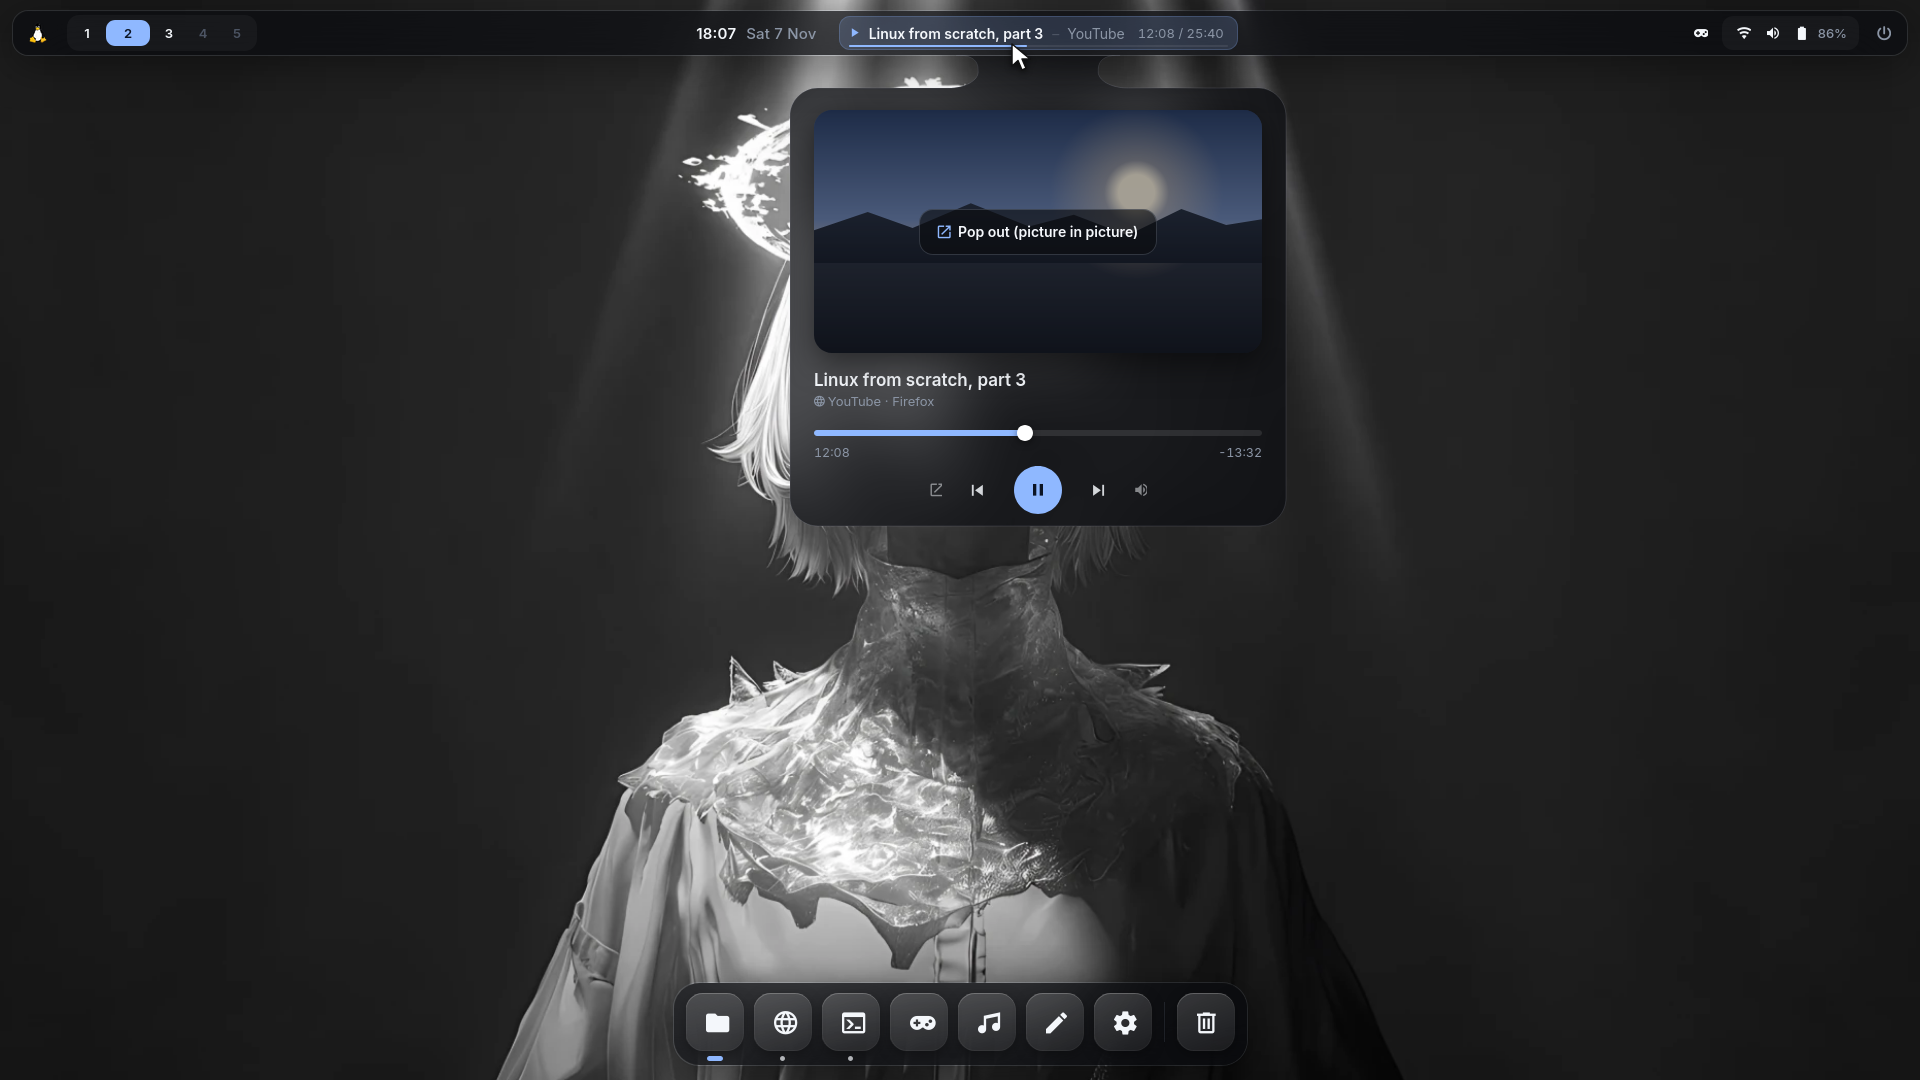 1 2 3 4 5
18:07 Sat 7 Nov
Linux from scratch, part 3 – YouTube 12:08 / 25:40
86%
Pop out (picture in picture)
Linux from scratch, part 3
YouTube · Firefox
12:08 -13:32